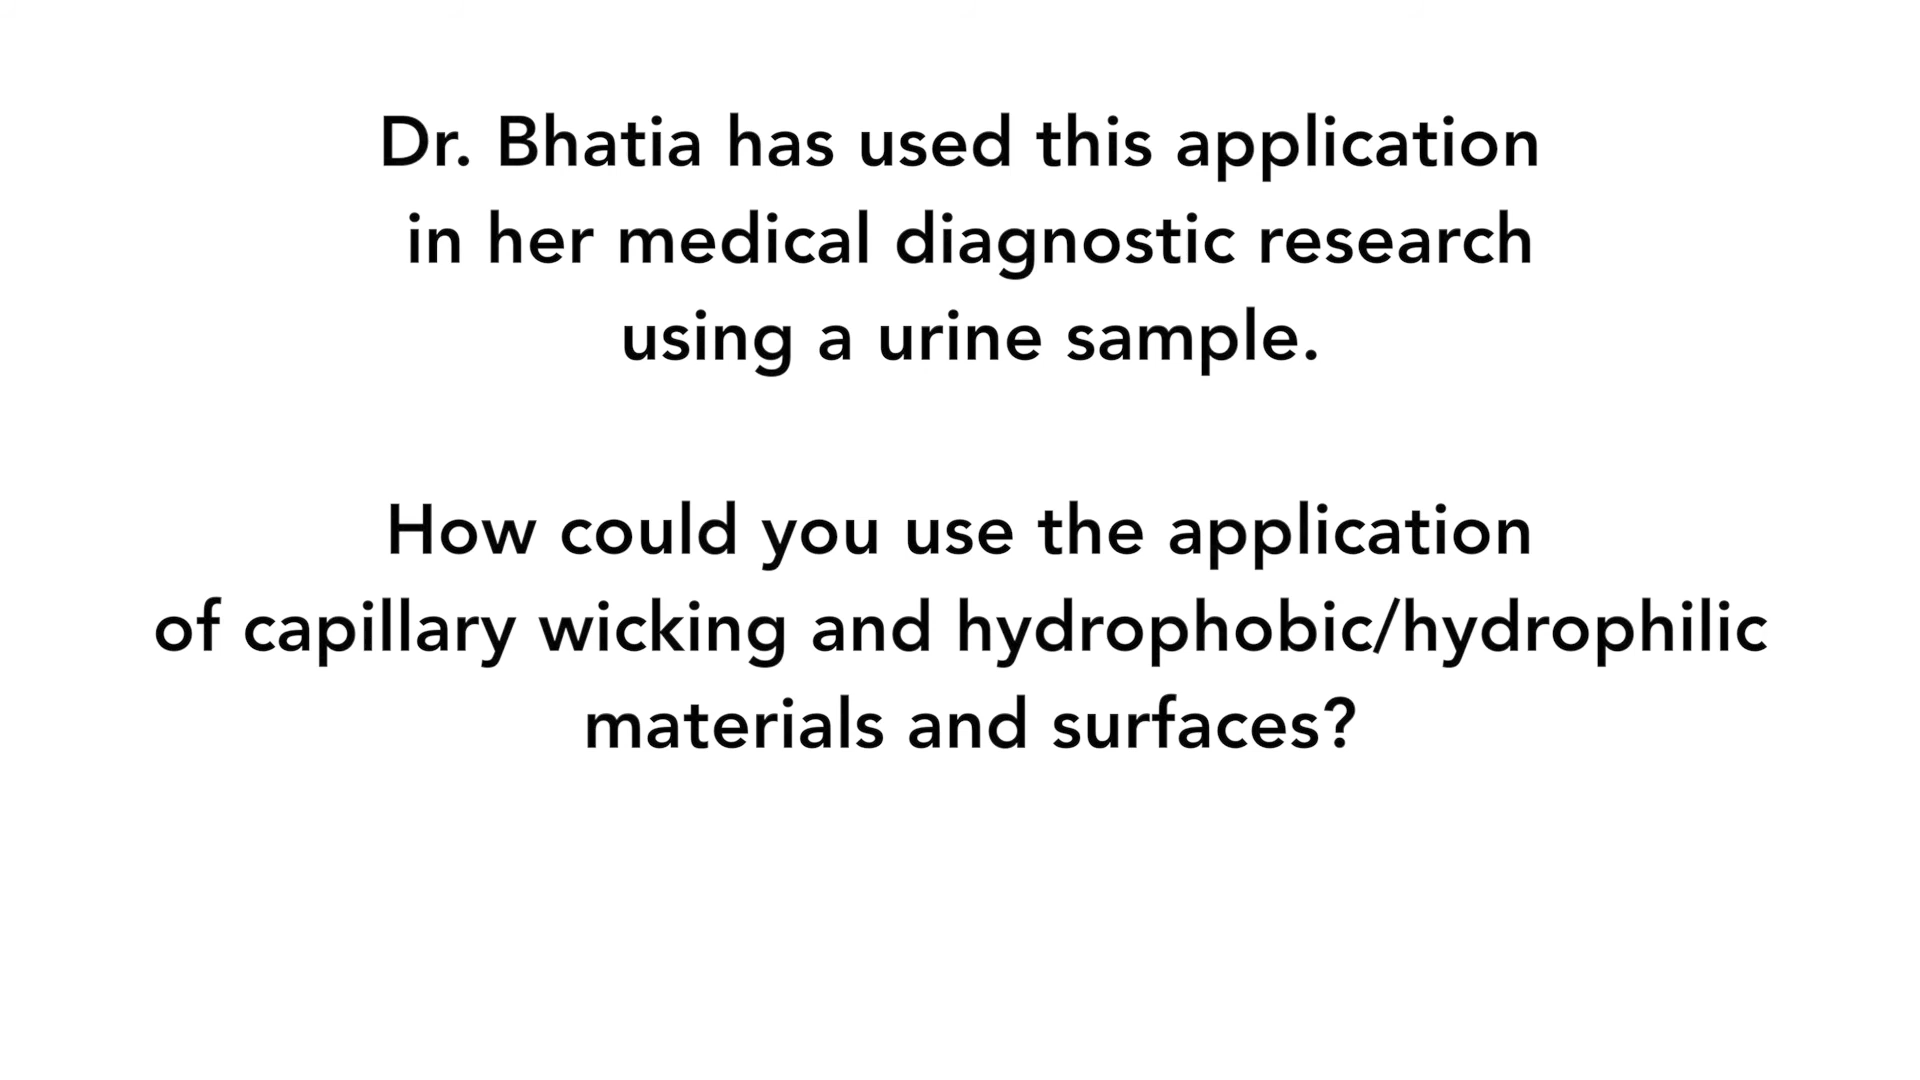 Dr. Bhatia has used this application
in her medical diagnostic research
using a urine sample.
How could you use the application
of capillary wicking and hydrophobic/hydrophilic
materials and surfaces?